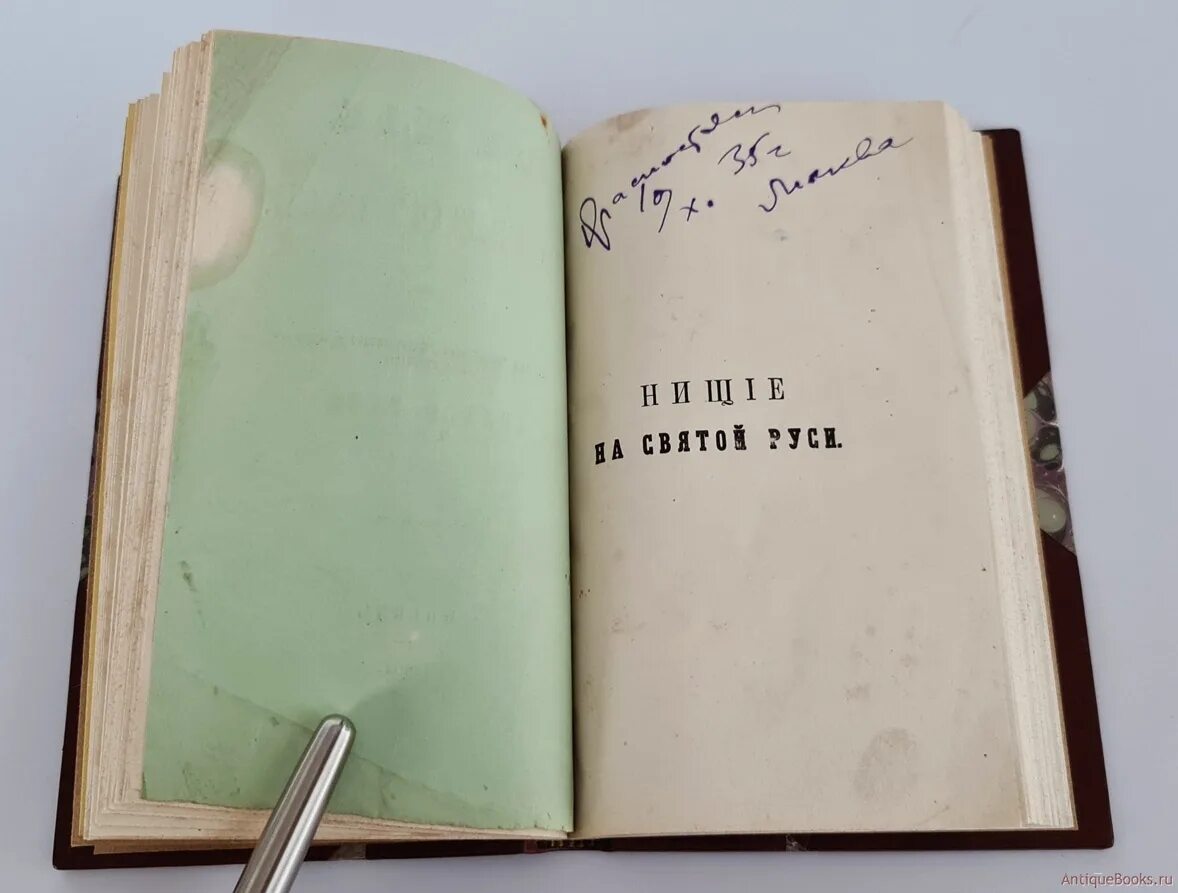 10/X. 35г
Москва
НИЩІЕ
НА СВЯТОЙ РУСИ.
AntiqueBooks.ru